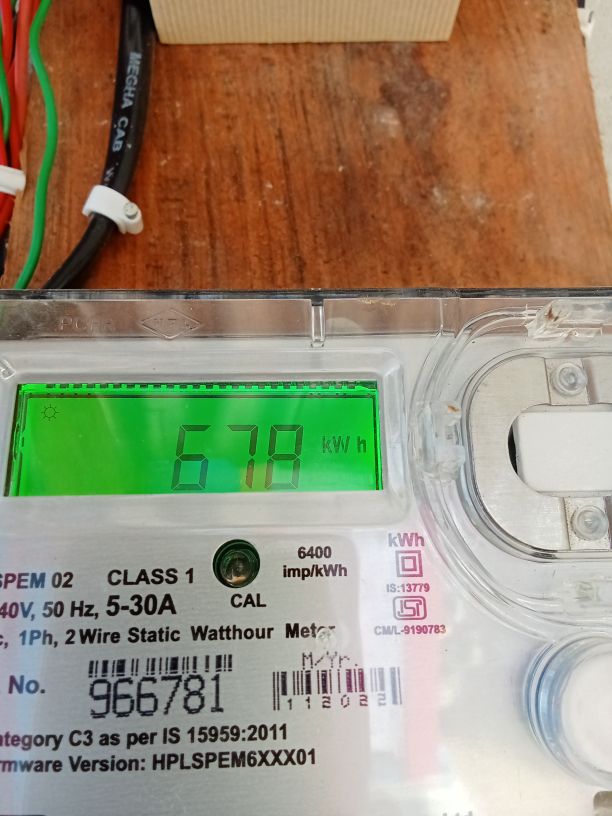 MEGHA CAB
678 kW h
SPEM 02 CLASS 1
6400
imp/kWh
kWh
IS:13779
CM/L-9190783
40V, 50 Hz, 5-30A
CAL
1Ph, 2 Wire Static Watthour Meter
No.
966781
M/Yr.
112022
ategory C3 as per IS 15959:2011
rmware Version: HPLSPEM6XXX01